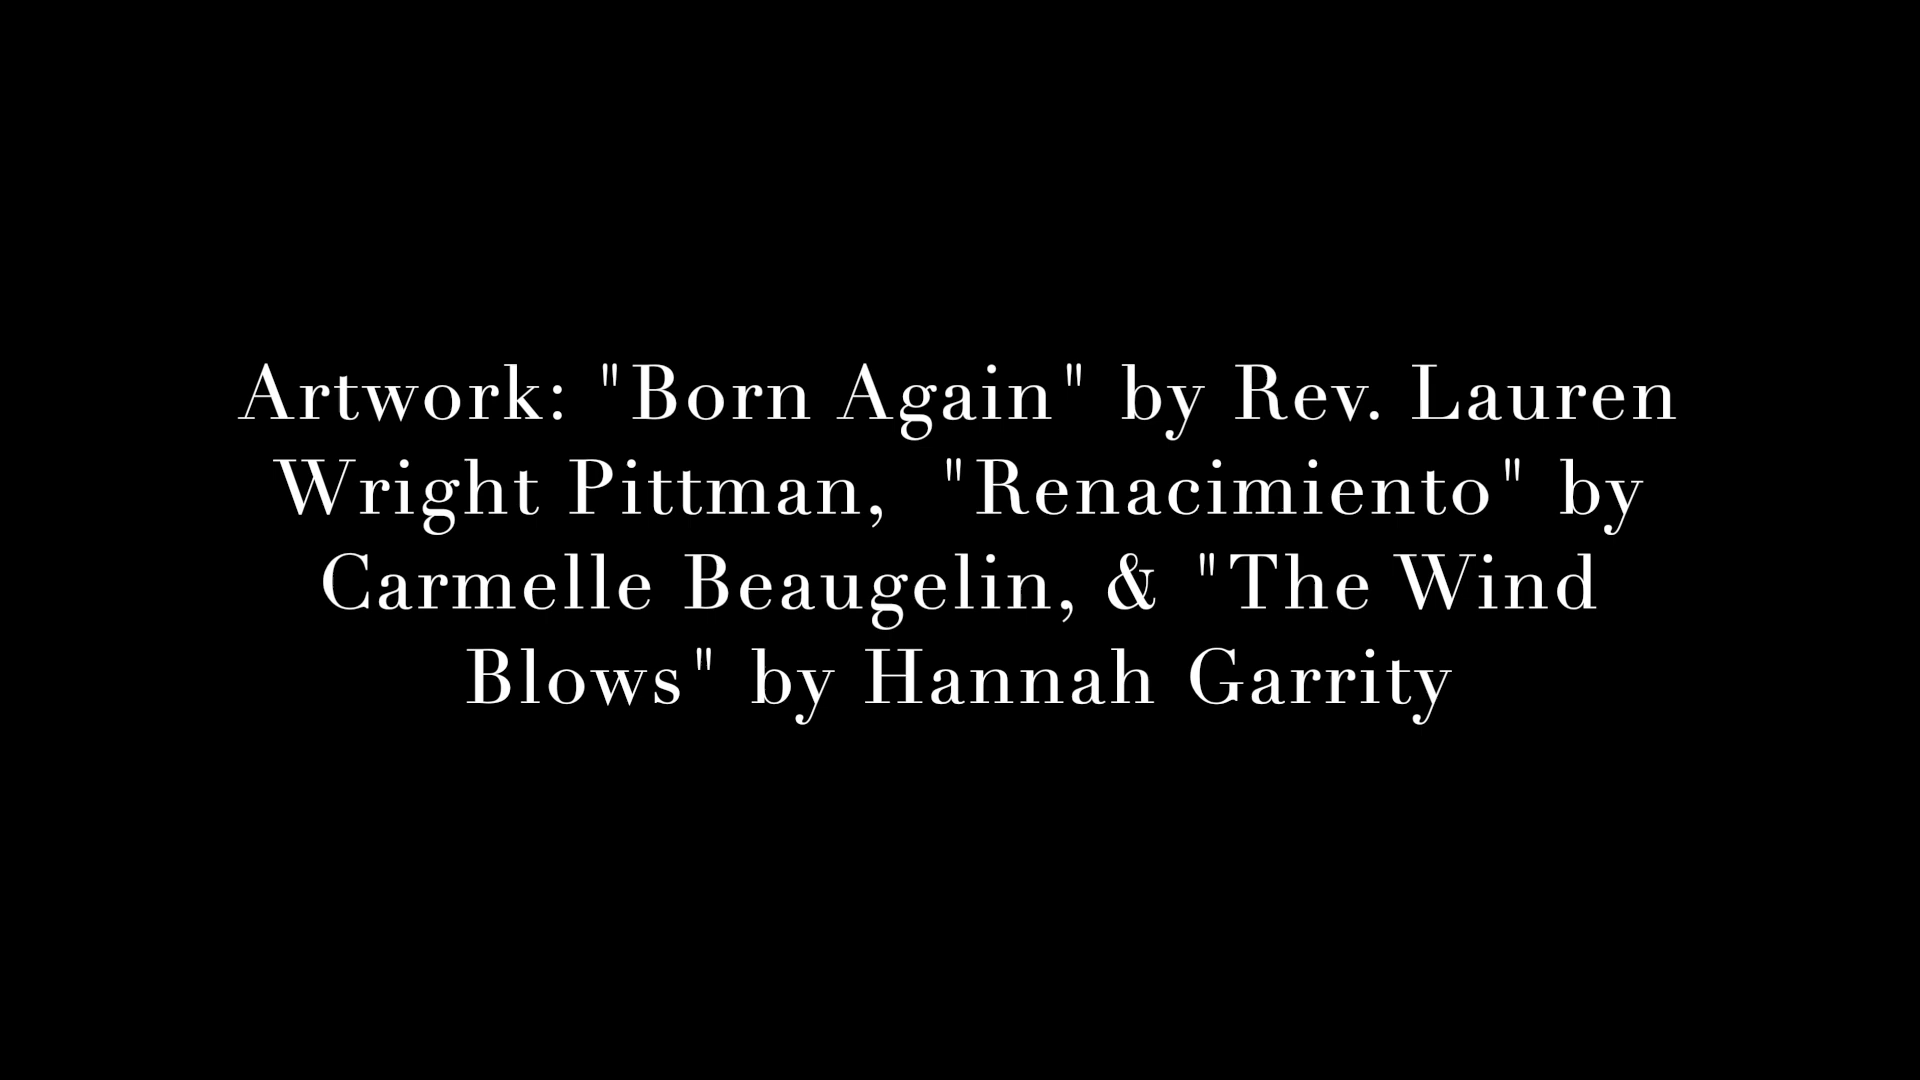 Artwork: "Born Again" by Rev. Lauren
Wright Pittman,  "Renacimiento" by
Carmelle Beaugelin, & "The Wind
Blows" by Hannah Garrity